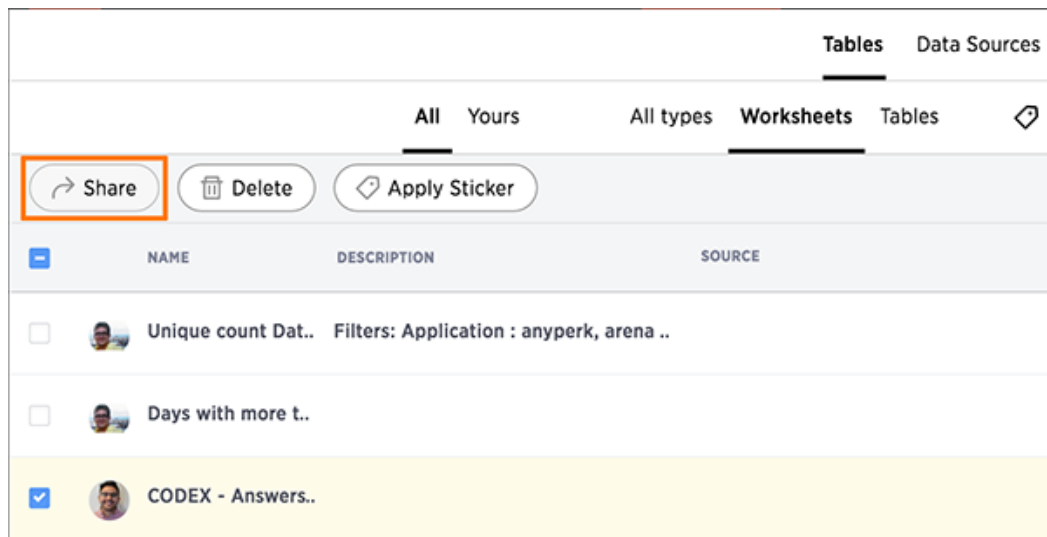 Tables Data Sources
All Yours All types Worksheets Tables
Share Delete Apply Sticker
NAME DESCRIPTION SOURCE
Unique count Dat.. Filters: Application : anyperk, arena ..
Days with more t..
CODEX - Answers..